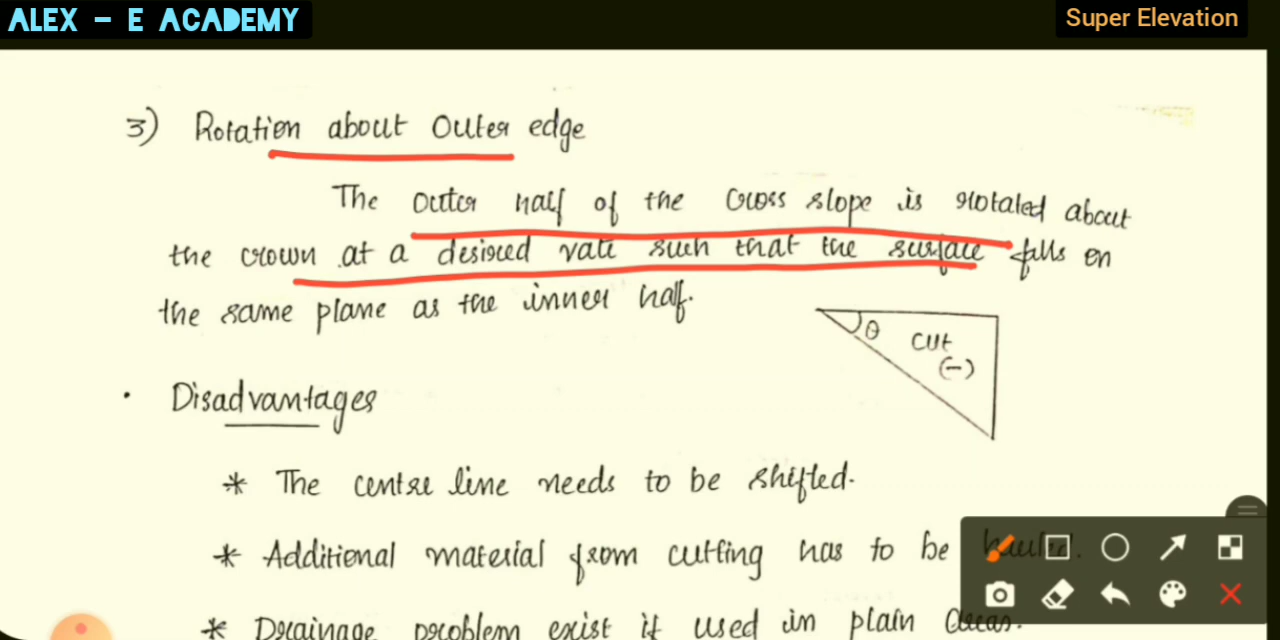 ALEX - E ACADEMY
Super Elevation
3) Rotation about Outer edge
The outer half of the cross slope is rotated about
the crown at a desired rate such that the surface falls on
the same plane as the inner half.
θ
cut
(-)
• Disadvantages
* The centre line needs to be shifted.
* Additional material from cutting has to be hauled.
* Drainage problem exist if used in plain areas.